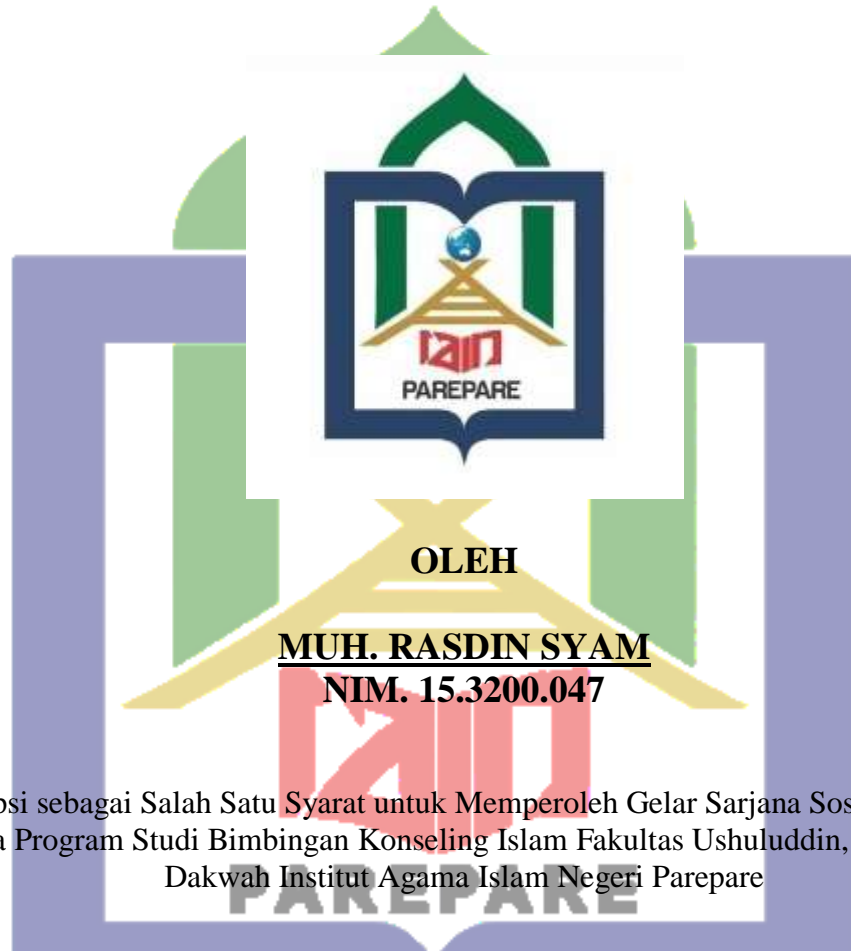 iain
PAREPARE
OLEH
MUH. RASDIN SYAM
NIM. 15.3200.047
sebagai Salah Satu Syarat untuk Memperoleh Gelar Sarjana
Program Studi Bimbingan Konseling Islam Fakultas Ushuluddin,
Dakwah Institut Agama Islam Negeri Parepare
PAREPARE